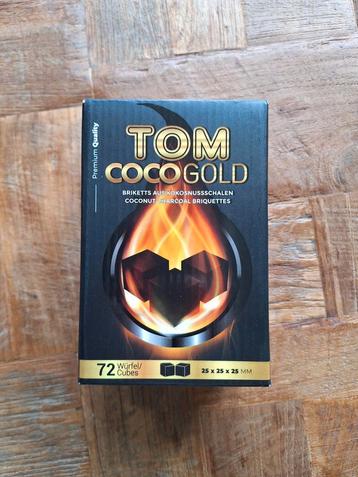 Premium Quality
TOM
COCOGOLD
BRIKETTS AUS KOKOSNUSSSCHALEN
COCONUT CHARCOAL BRIQUETTES
72 Würfel/
Cubes
25 x 25 x 25 MM